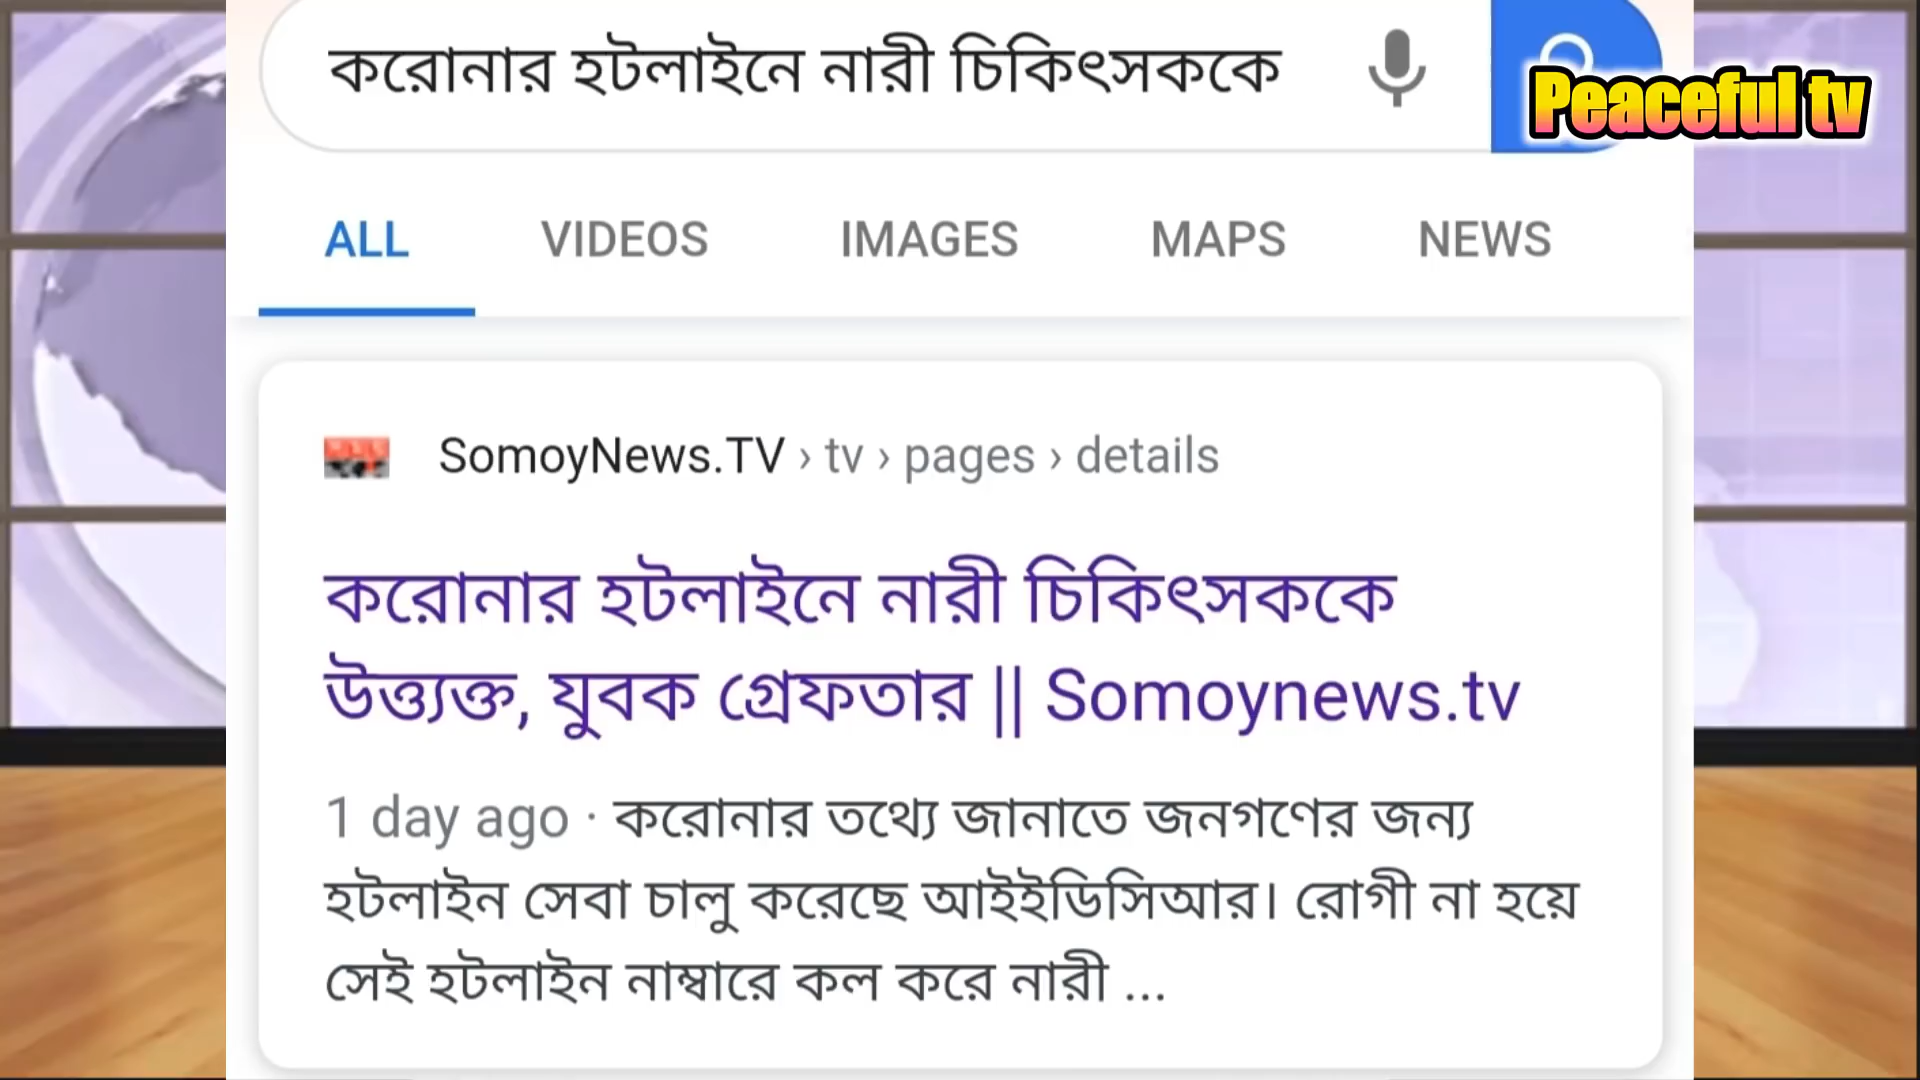 করোনার হটলাইনে নারী চিকিৎসককে
Peaceful tv
ALL VIDEOS IMAGES MAPS NEWS
SomoyNews.TV › tv › pages › details
করোনার হটলাইনে নারী চিকিৎসককে
উত্ত্যক্ত, যুবক গ্রেফতার || Somoynews.tv
1 day ago · করোনার তথ্যে জানাতে জনগণের জন্য
হটলাইন সেবা চালু করেছে আইইডিসিআর। রোগী না হয়ে
সেই হটলাইন নাম্বারে কল করে নারী ...